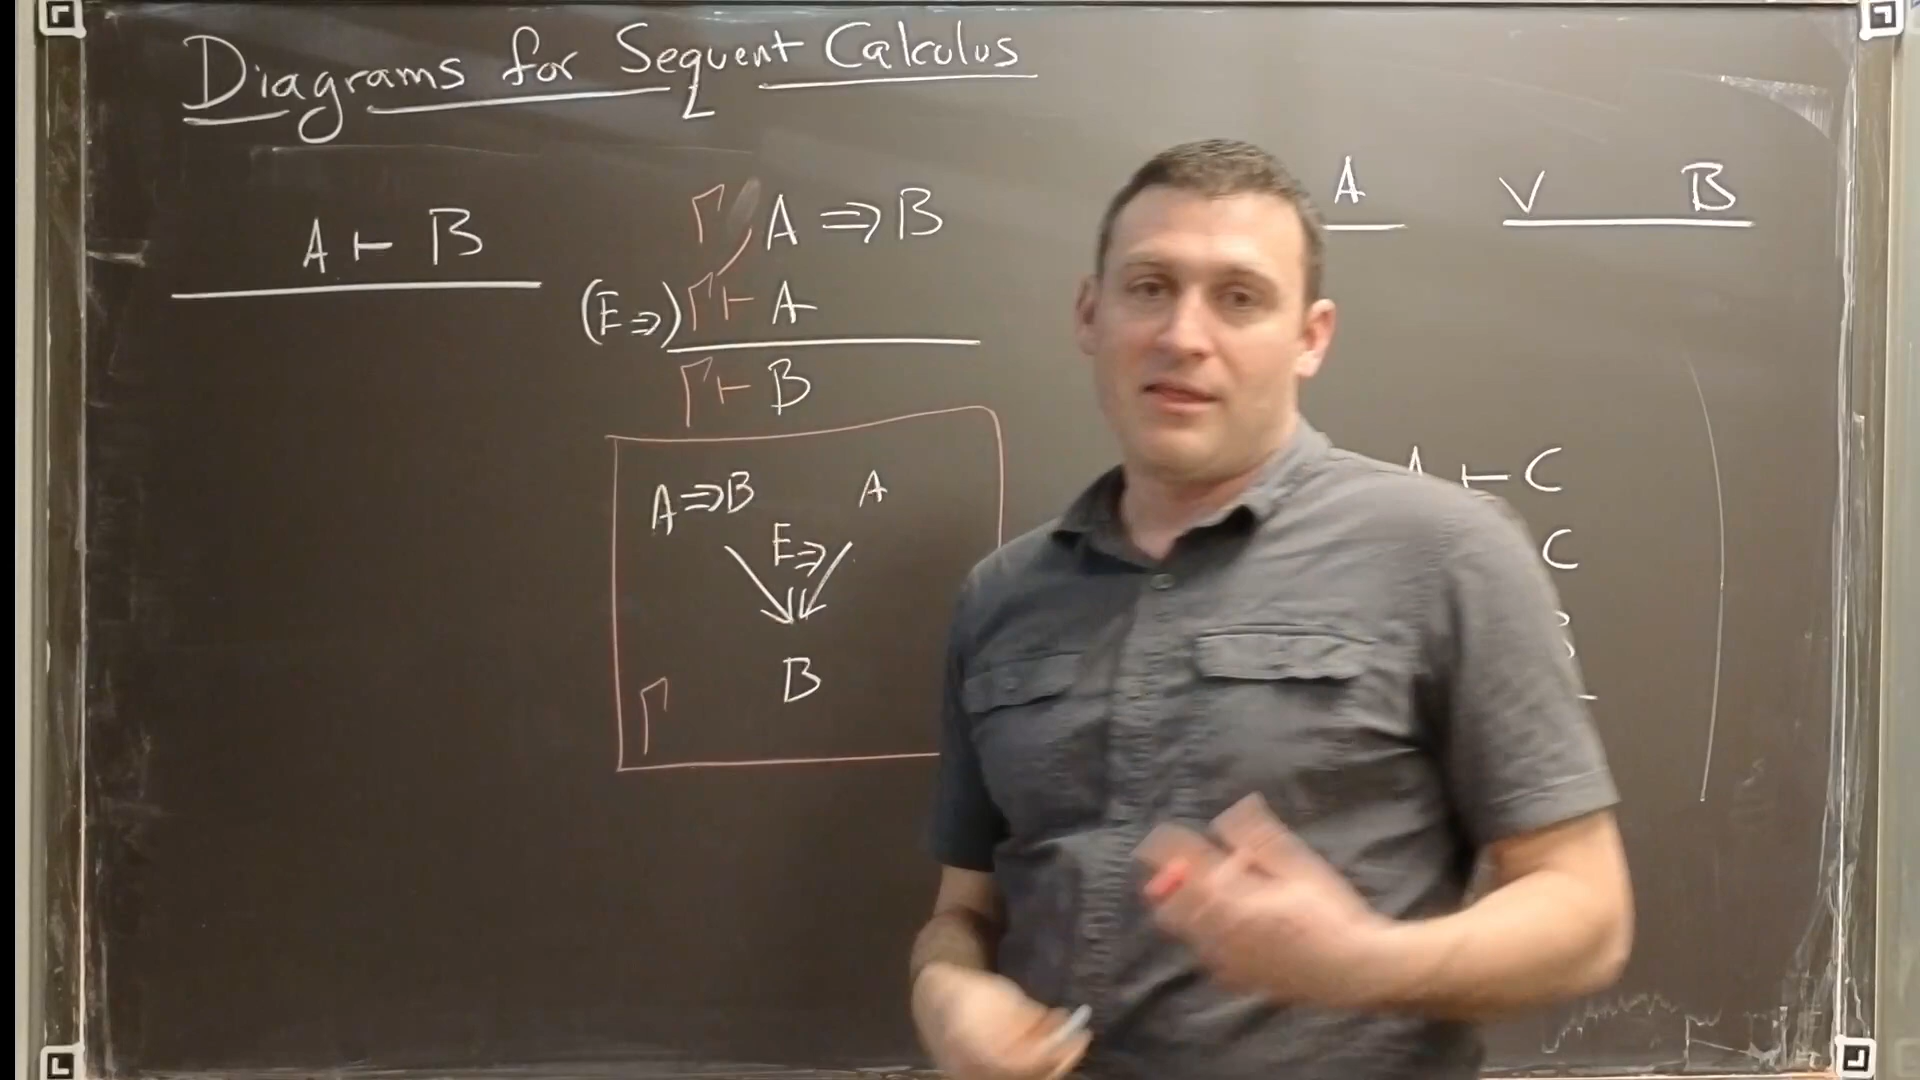 Diagrams for Sequent Calculus
A ⊢ B
Γ A ⇒ B
(E⇒) Γ ⊢ A
Γ ⊢ B
A⇒B A
E⇒
B
Γ
A ∨ B
A ⊢ C
C